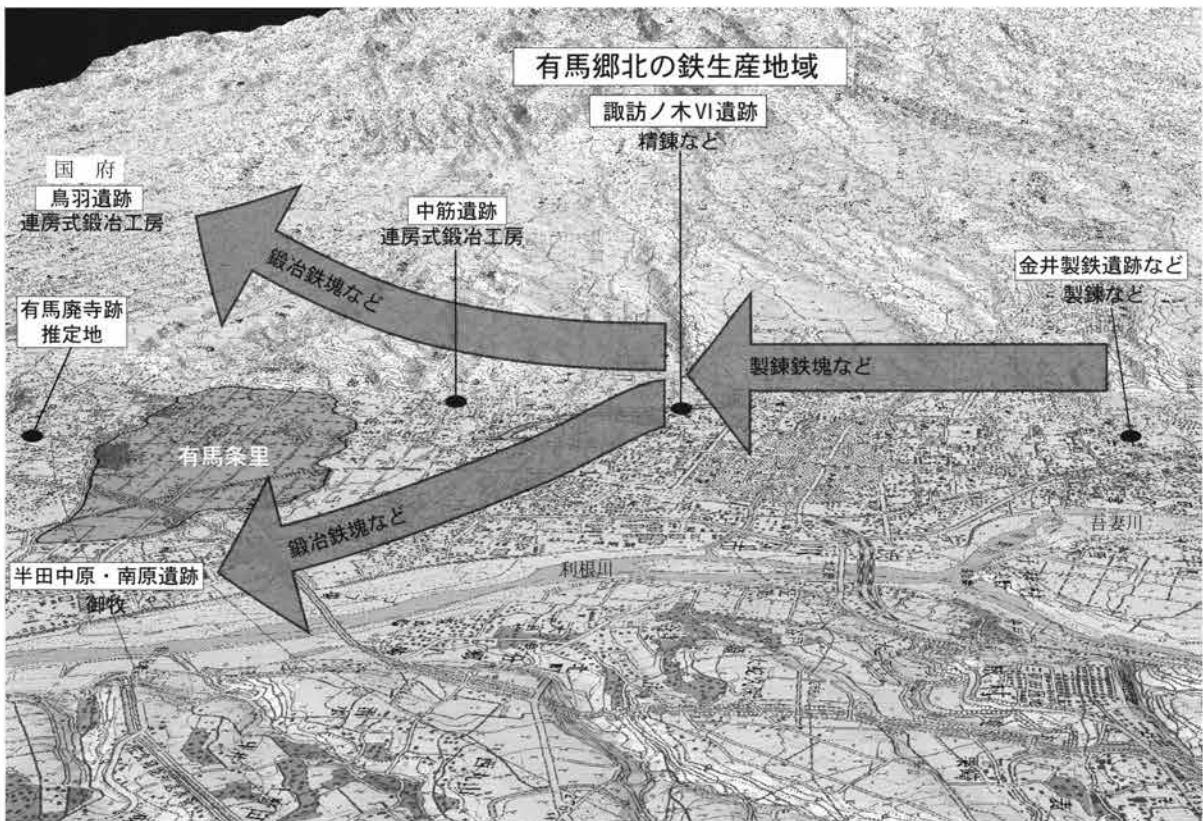 有馬郷北の鉄生産地域
諏訪ノ木Ⅵ遺跡
精錬など
国府
鳥羽遺跡
連房式鍛冶工房
中筋遺跡
連房式鍛冶工房
金井製鉄遺跡など
製錬など
有馬廃寺跡
推定地
鍛冶鉄塊など
製錬鉄塊など
有馬条里
鍛冶鉄塊など
吾妻川
利根川
半田中原・南原遺跡
御牧